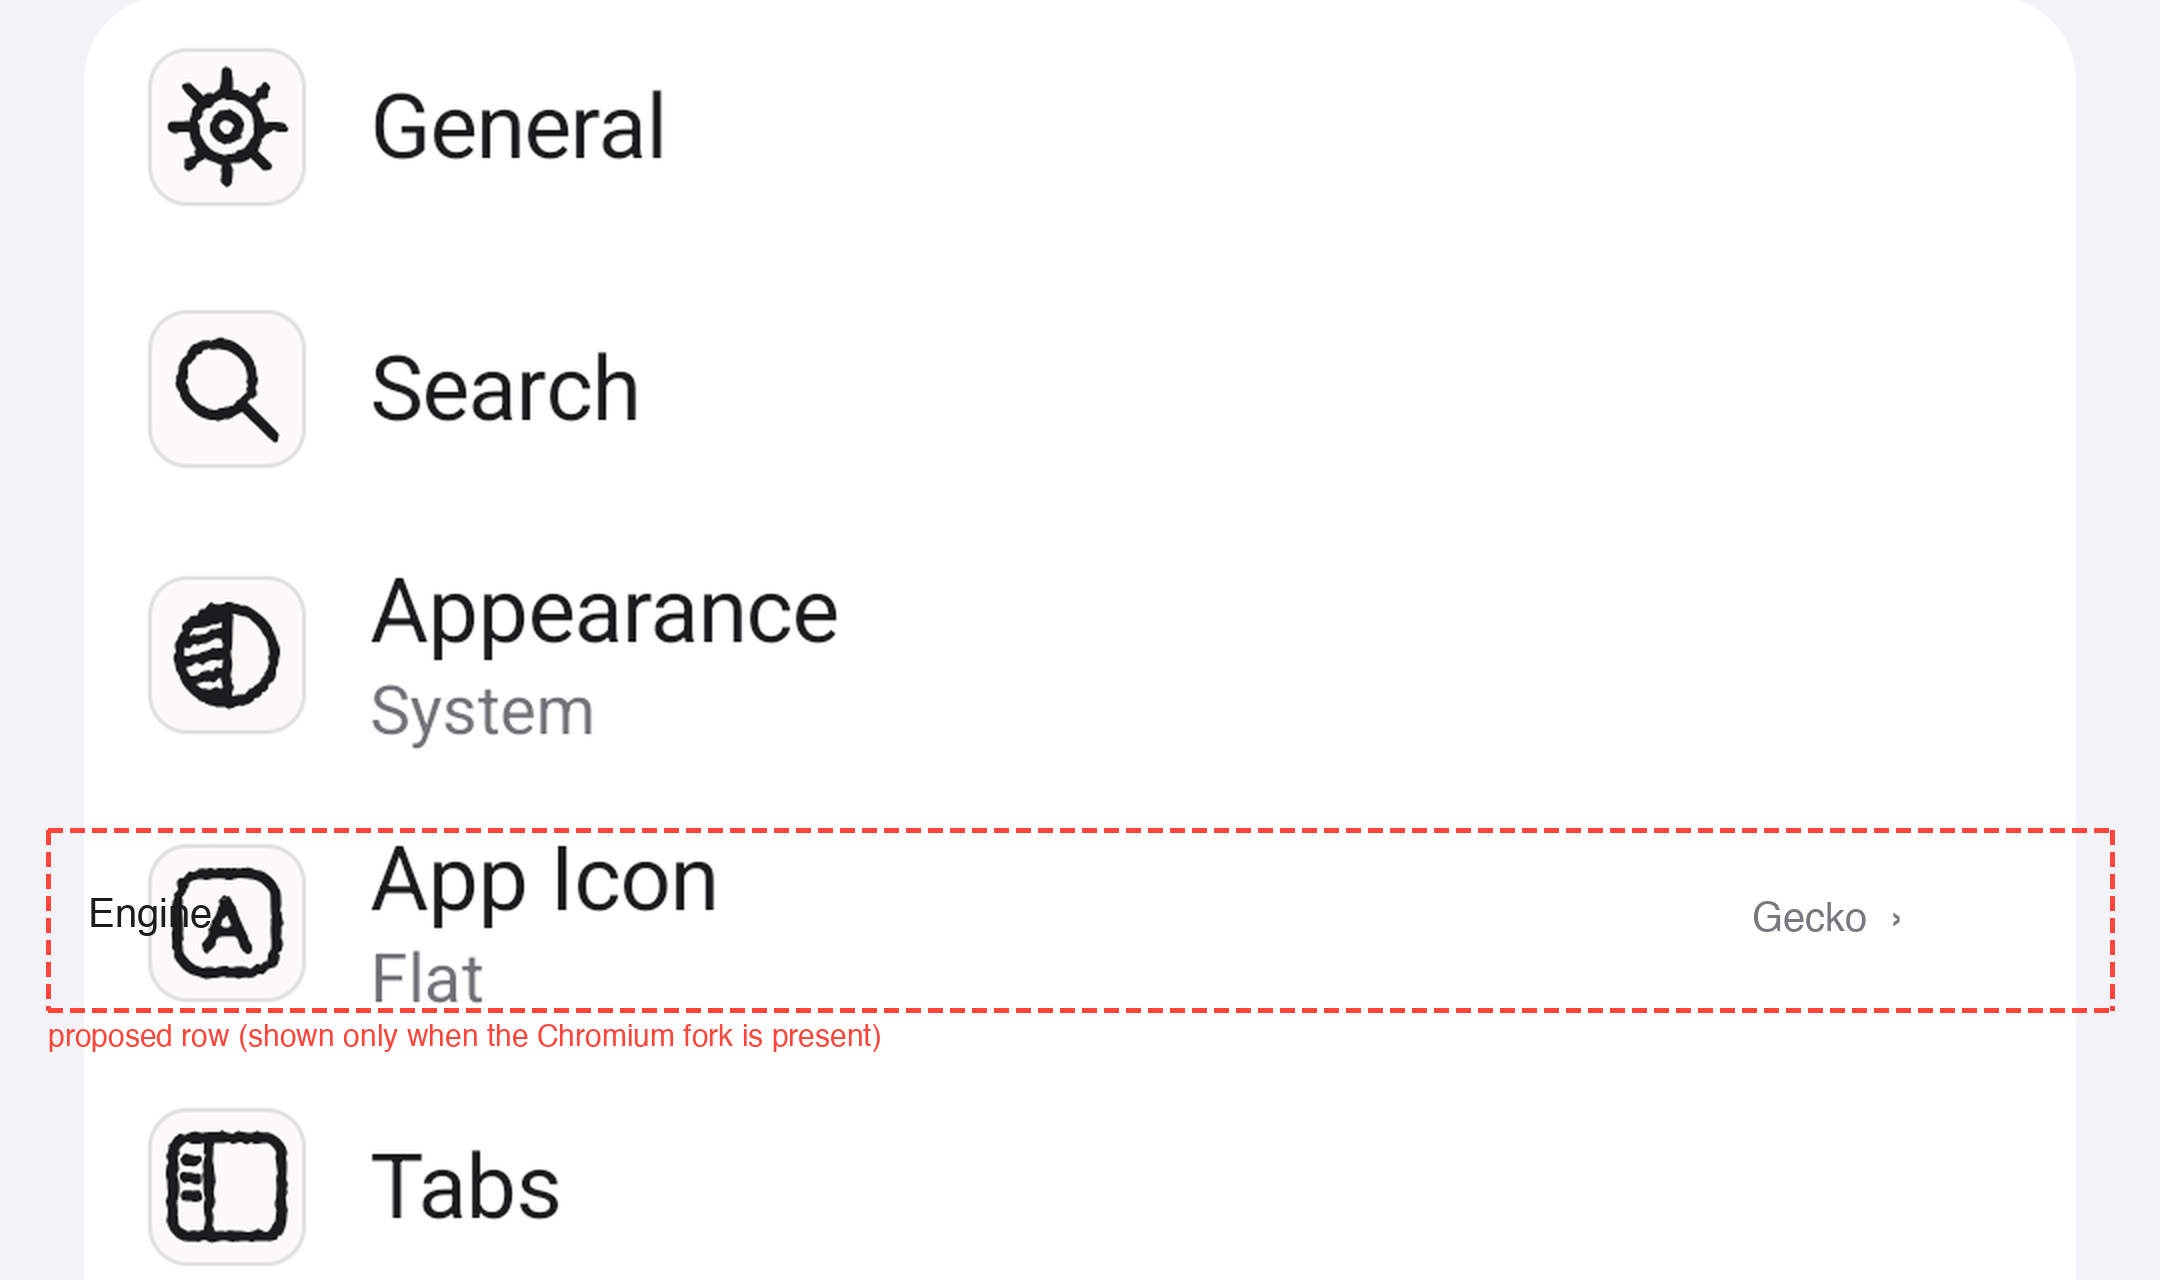 General
Search
Appearance
System
App Icon
Engine
A
Gecko ›
Flat
proposed row (shown only when the Chromium fork is present)
Tabs